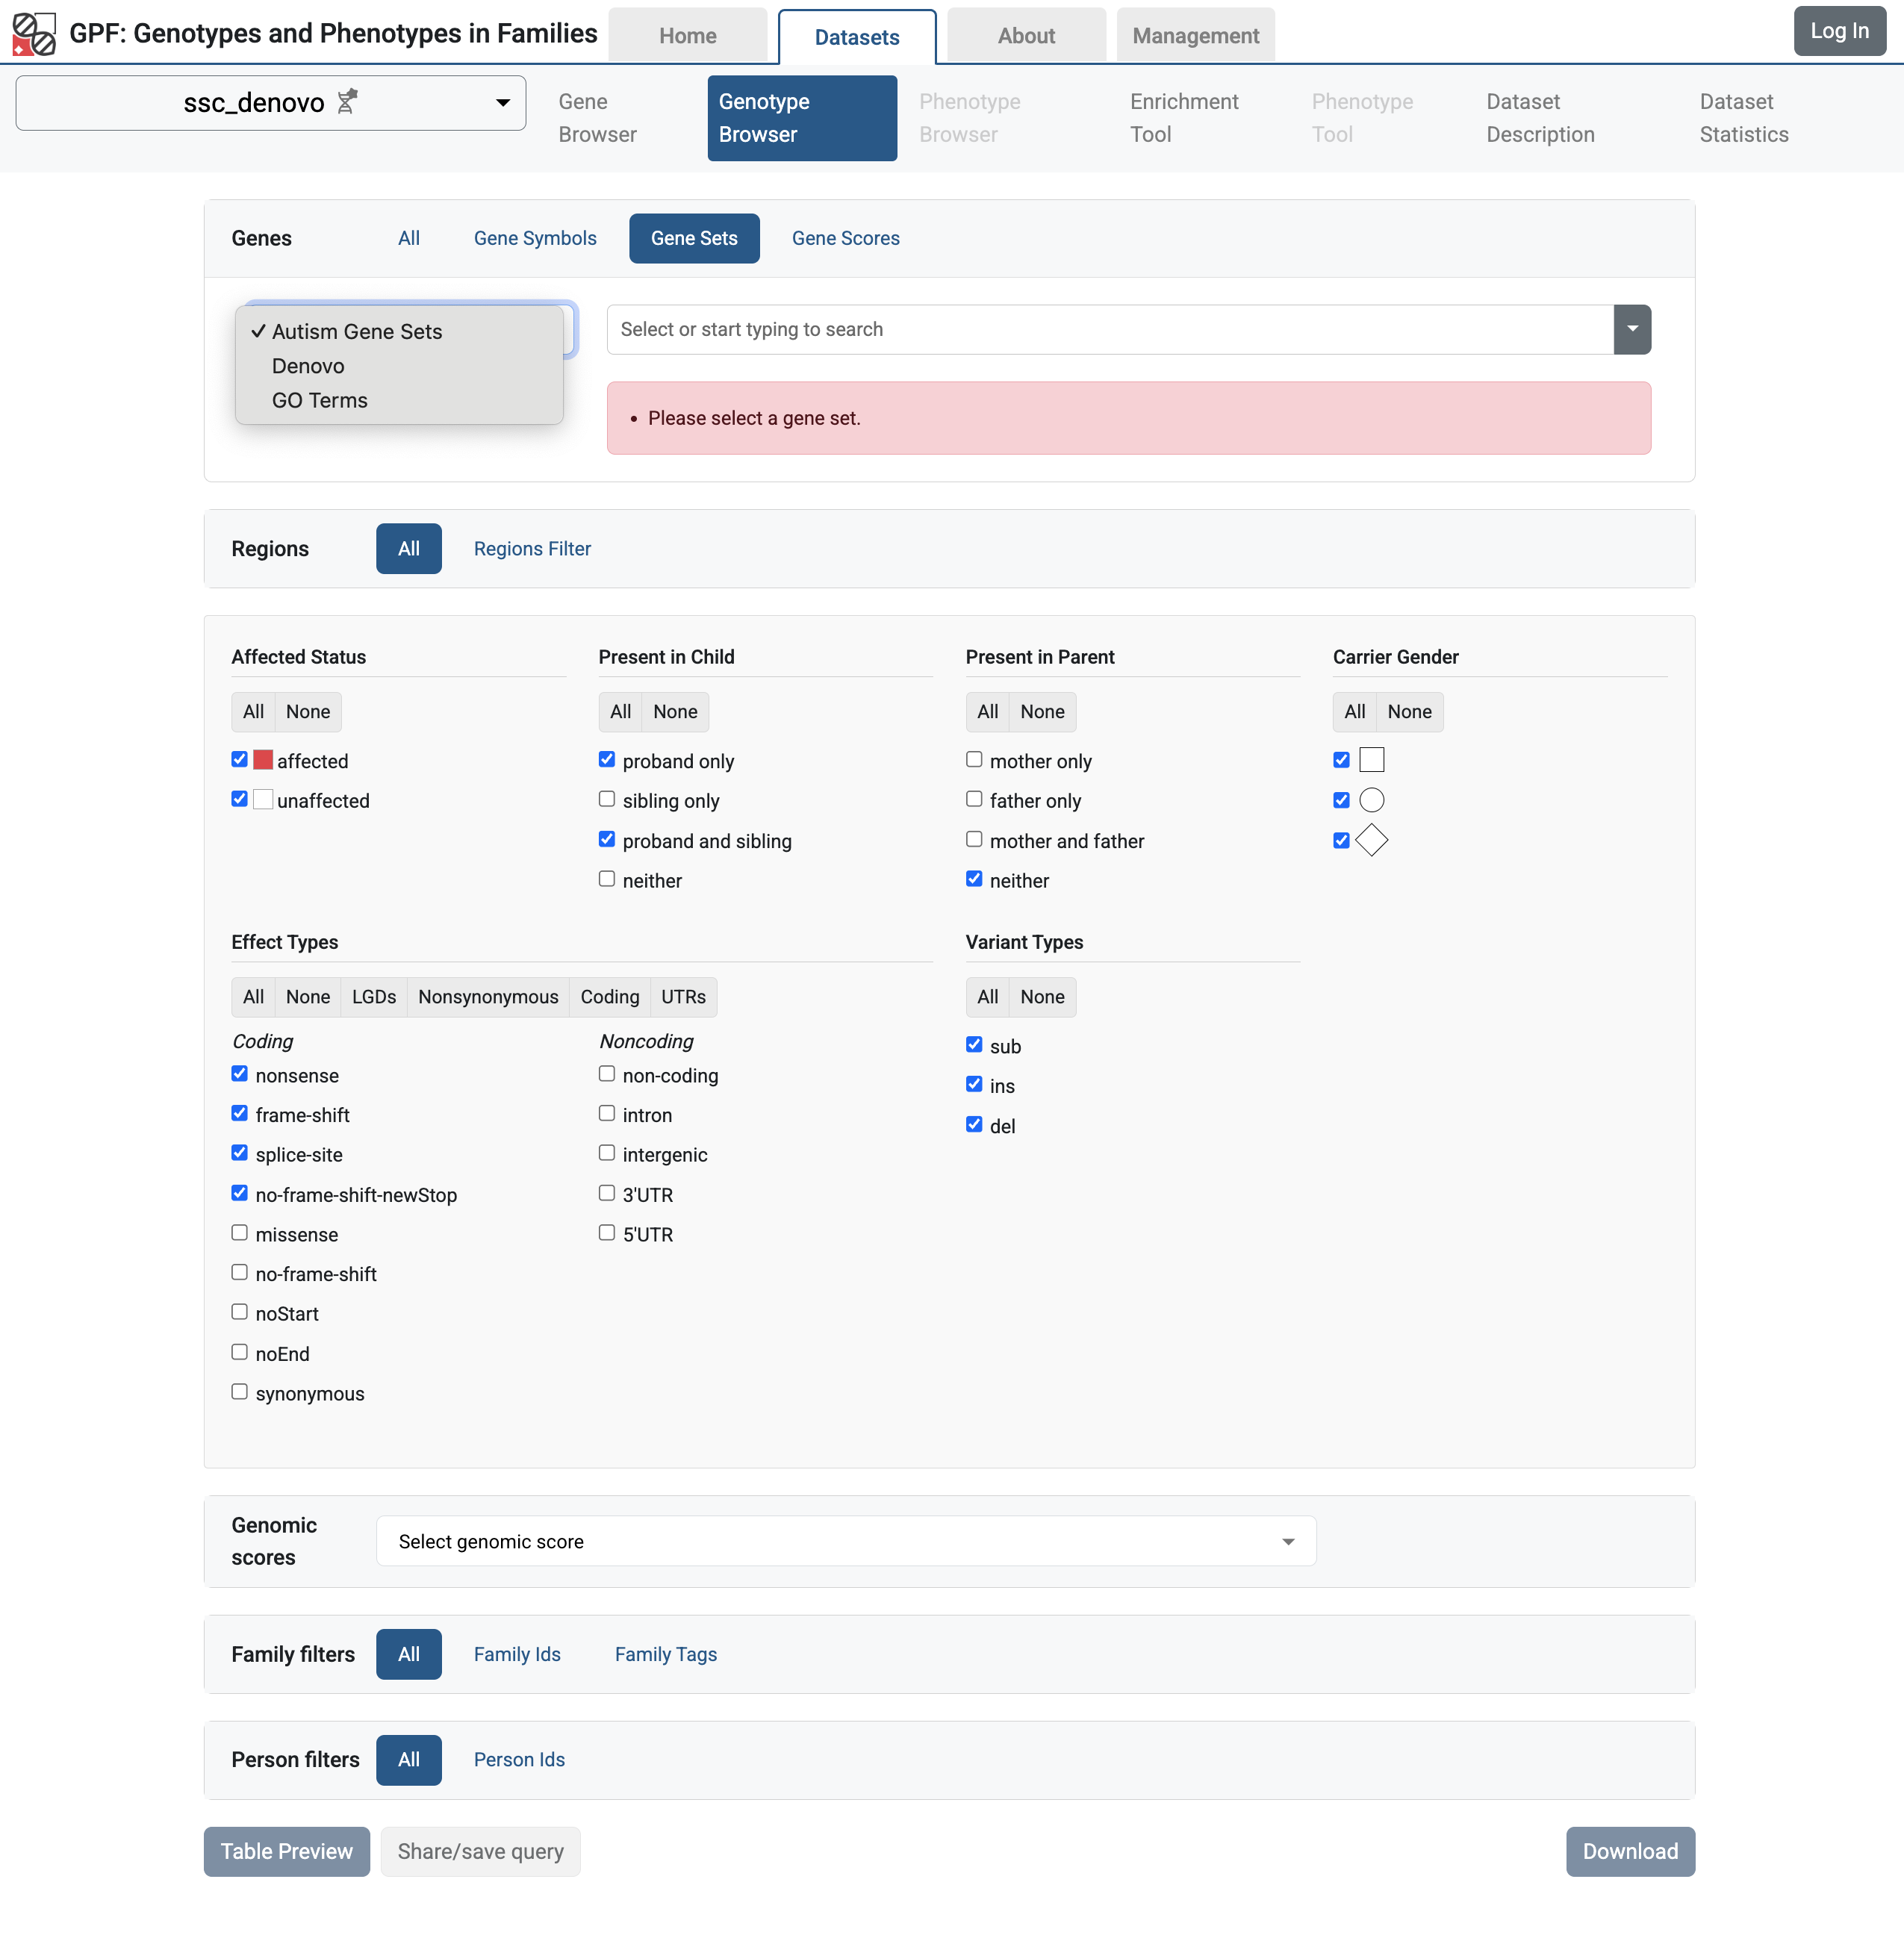 GPF: Genotypes and Phenotypes in Families
Home
Datasets
About
Management
Log In
ssc_denovo
Gene
Browser
Genotype
Browser
Phenotype
Browser
Enrichment
Tool
Phenotype
Tool
Dataset
Description
Dataset
Statistics
Genes
All
Gene Symbols
Gene Sets
Gene Scores
✓ Autism Gene Sets
Denovo
GO Terms
Select or start typing to search
• Please select a gene set.
Regions
All
Regions Filter
Affected Status
All None
affected
unaffected
Present in Child
All None
proband only
sibling only
proband and sibling
neither
Present in Parent
All None
mother only
father only
mother and father
neither
Carrier Gender
All None
Effect Types
All None LGDs Nonsynonymous Coding UTRs
Coding
nonsense
frame-shift
splice-site
no-frame-shift-newStop
missense
no-frame-shift
noStart
noEnd
synonymous
Noncoding
non-coding
intron
intergenic
3'UTR
5'UTR
Variant Types
All None
sub
ins
del
Genomic
scores
Select genomic score
Family filters
All
Family Ids
Family Tags
Person filters
All
Person Ids
Table Preview
Share/save query
Download